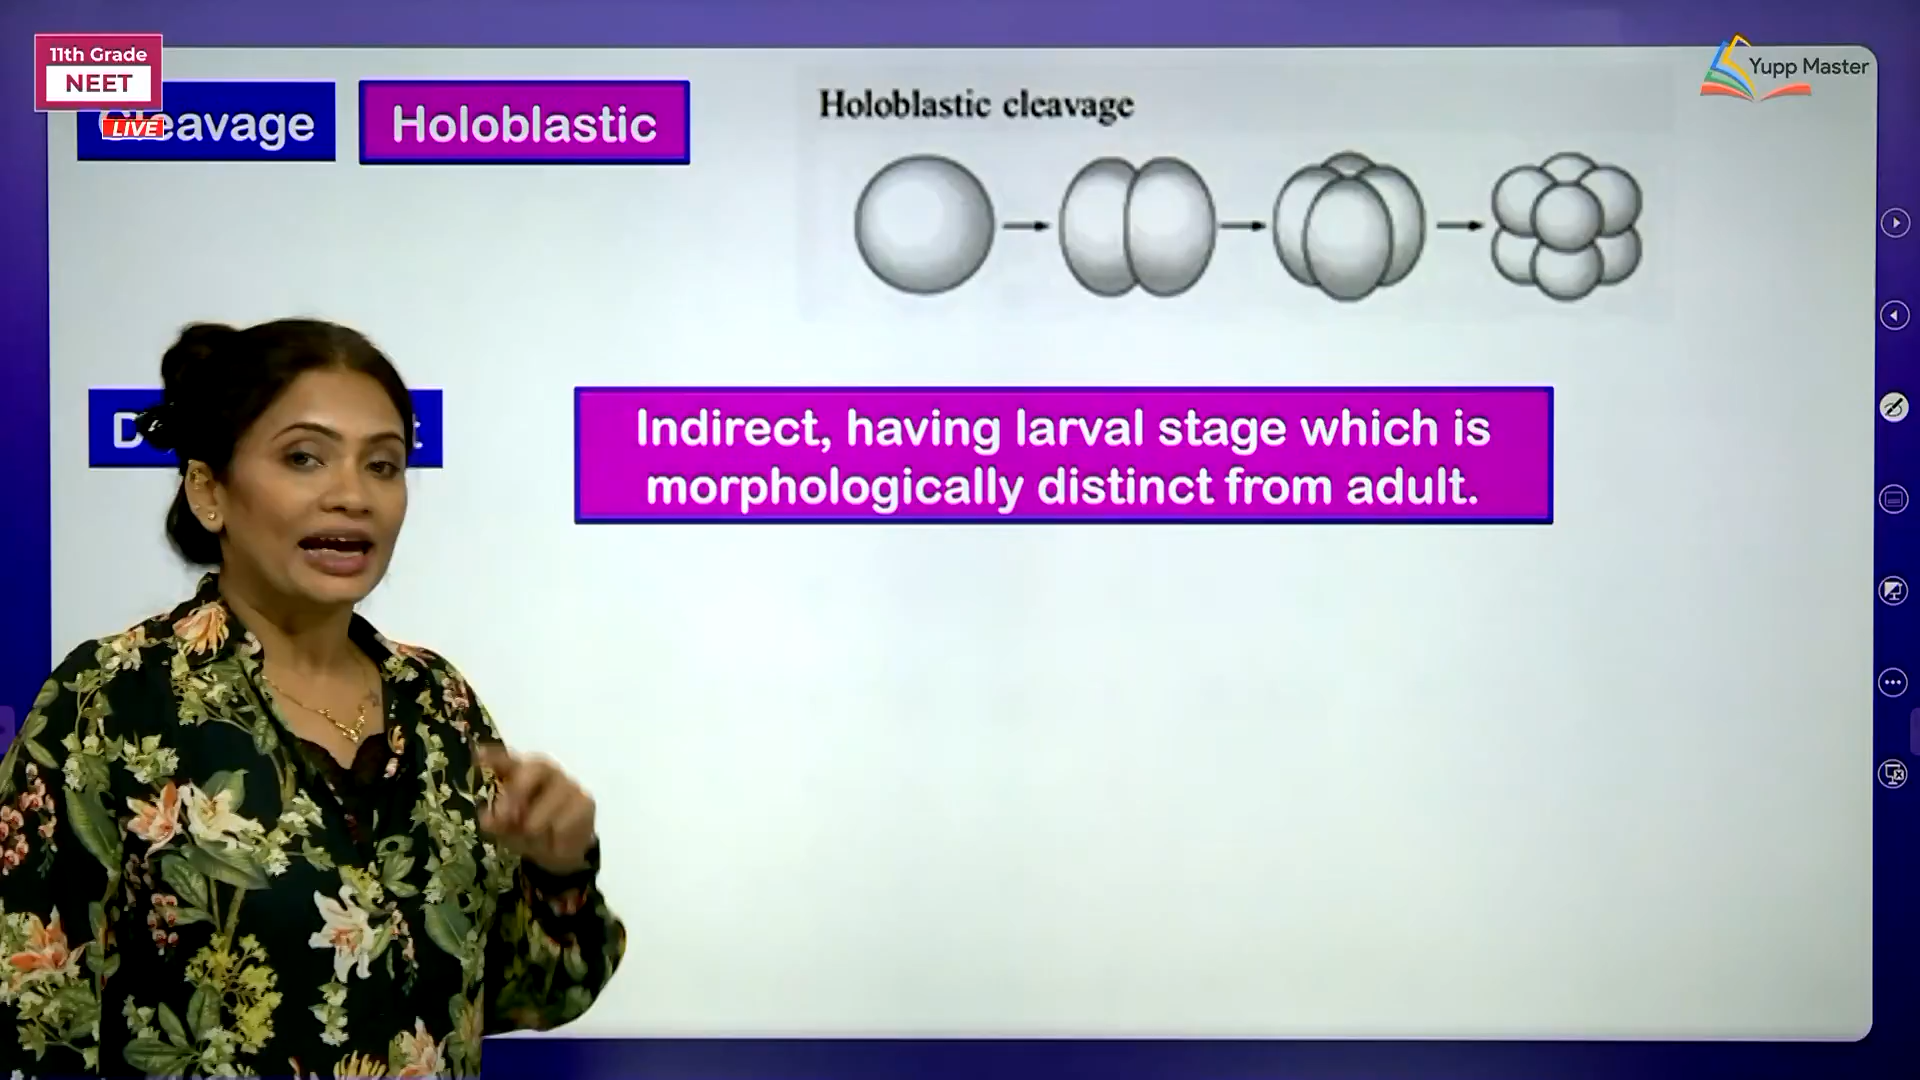 11th Grade
NEET
LIVE
Yupp Master
Cleavage
Holoblastic
Holoblastic cleavage
Indirect, having larval stage which is
morphologically distinct from adult.